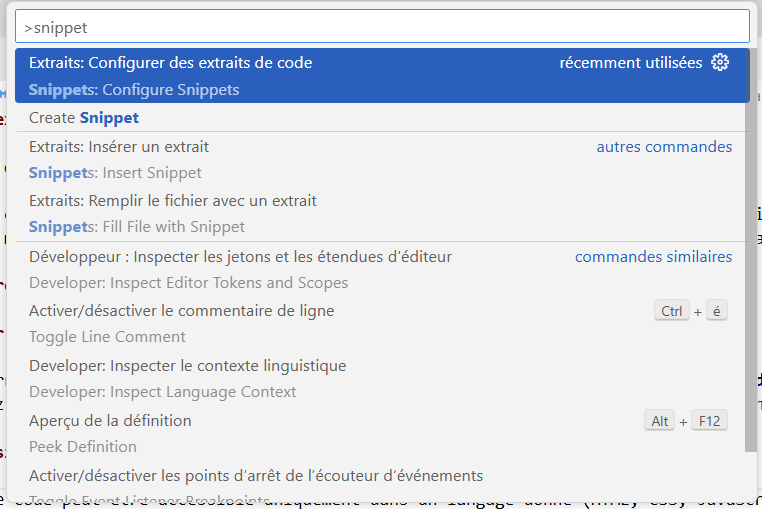 >snippet
Extraits: Configurer des extraits de code récemment utilisées
Snippets: Configure Snippets
Create Snippet
Extraits: Insérer un extrait autres commandes
Snippets: Insert Snippet
Extraits: Remplir le fichier avec un extrait
Snippets: Fill File with Snippet
Développeur : Inspecter les jetons et les étendues d'éditeur commandes similaires
Developer: Inspect Editor Tokens and Scopes
Activer/désactiver le commentaire de ligne Ctrl + é
Toggle Line Comment
Developer: Inspecter le contexte linguistique
Developer: Inspect Language Context
Aperçu de la définition Alt + F12
Peek Definition
Activer/désactiver les points d’arrêt de l’écouteur d’événements
Toggle Event Listener Breakpoints